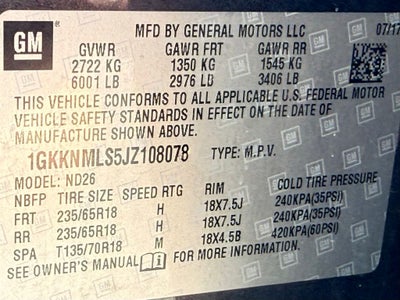 GM
MFD BY GENERAL MOTORS LLC 07/17
GVWR GAWR FRT GAWR RR
2722 KG 1350 KG 1545 KG
6001 LB 2976 LB 3406 LB
THIS VEHICLE CONFORMS TO ALL APPLICABLE U.S. FEDERAL MOTOR
VEHICLE SAFETY STANDARDS IN EFFECT ON THE DATE OF
MANUFACTURE SHOWN ABOVE.
1GKKNMLS5JZ108078 TYPE: M.P.V.
MODEL: ND26
NBFP TIRE SIZE SPEED RTG RIM COLD TIRE PRESSURE
FRT 235/65R18 H 18X7.5J 240KPA(35PSI)
RR 235/65R18 H 18X7.5J 240KPA(35PSI)
SPA T135/70R18 M 18X4.5B 420KPA(60PSI)
SEE OWNER'S MANUAL FOR MORE INFORMATION.